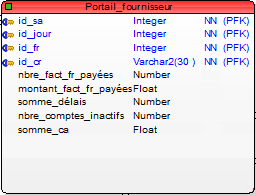 Portail_fournisseur
id_sa Integer NN (PFK)
id_jour Integer NN (PFK)
id_fr Integer NN (PFK)
id_cr Varchar2(30 ) NN (PFK)
nbre_fact_fr_payées Number
montant_fact_fr_payées Float
somme_délais Number
nbre_comptes_inactifs Number
somme_ca Float